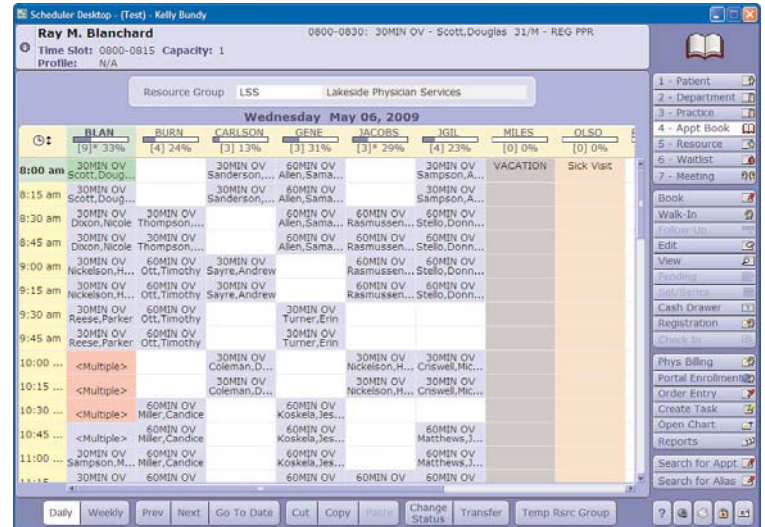 Scheduler Desktop - (Test) - Kelly Bundy
Ray M. Blanchard 0800-0830: 30MIN OV - Scott,Douglas 31/M - REG PPR
Time Slot: 0800-0815 Capacity: 1
Profile: N/A
Resource Group LSS Lakeside Physician Services
Wednesday May 06, 2009
BLAN BURN CARLSON GENE JACOBS JGIL MILES OLSO
[9]* 33% [4] 24% [3] 13% [3] 31% [3]* 29% [4] 23% [0] 0% [0] 0%
8:00 am 30MIN OV 30MIN OV 60MIN OV 30MIN OV VACATION Sick Visit
Scott,Doug... Sanderson,... Allen,Sama... Sampson,A...
8:15 am 30MIN OV 30MIN OV 60MIN OV 30MIN OV
Scott,Doug... Sanderson,... Allen,Sama... Sampson,A...
8:30 am 30MIN OV 30MIN OV 60MIN OV 60MIN OV 60MIN OV
Dixon,Nicole Thompson,... Allen,Sama... Rasmussen... Stello,Donn...
8:45 am 30MIN OV 30MIN OV 60MIN OV 60MIN OV 60MIN OV
Dixon,Nicole Thompson,... Allen,Sama... Rasmussen... Stello,Donn...
9:00 am 30MIN OV 60MIN OV 30MIN OV 60MIN OV 60MIN OV
Nickelson,H... Ott,Timothy Sayre,Andrew Rasmussen... Stello,Donn...
9:15 am 30MIN OV 60MIN OV 30MIN OV 60MIN OV 60MIN OV
Nickelson,H... Ott,Timothy Sayre,Andrew Rasmussen... Stello,Donn...
9:30 am 30MIN OV 60MIN OV 30MIN OV
Reese,Parker Ott,Timothy Turner,Erin
9:45 am 30MIN OV 60MIN OV 30MIN OV
Reese,Parker Ott,Timothy Turner,Erin
10:00 ... <Multiple> 30MIN OV 30MIN OV 30MIN OV
Coleman,D... Nickelson,H... Criswell,Mic...
10:15 ... <Multiple> 30MIN OV 30MIN OV 30MIN OV
Coleman,D... Nickelson,H... Criswell,Mic...
10:30 ... <Multiple> 60MIN OV 60MIN OV
Miller,Candice Koskela,Jes...
10:45 ... <Multiple> 60MIN OV 60MIN OV 60MIN OV
Miller,Candice Koskela,Jes... Matthews,J...
11:00 ... 30MIN OV 60MIN OV 60MIN OV 60MIN OV
Sampson,M... Miller,Candice Koskela,Jes... Matthews,J...
30MIN OV 60MIN OV 60MIN OV 60MIN OV 60MIN OV
Daily Weekly Prev Next Go To Date Cut Copy Paste Change Status Transfer Temp Rsrc Group
1 - Patient
2 - Department
3 - Practice
4 - Appt Book
5 - Resource
6 - Waitlist
7 - Meeting
Book
Walk-In
Follow-Up
Edit
View
Pending
Set/Series
Cash Drawer
Registration
Check In
Phys Billing
Portal Enrollment
Order Entry
Create Task
Open Chart
Reports
Search for Appt
Search for Alias